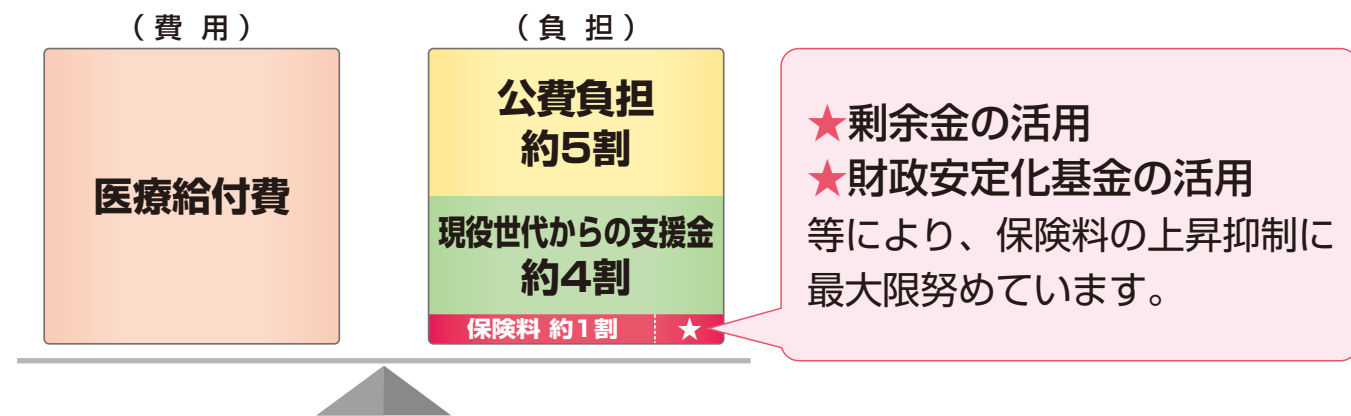 （費 用）
医療給付費
（負 担）
公費負担
約5割
現役世代からの支援金
約4割
保険料 約1割 ★
★剰余金の活用
★財政安定化基金の活用
等により、保険料の上昇抑制に
最大限努めています。